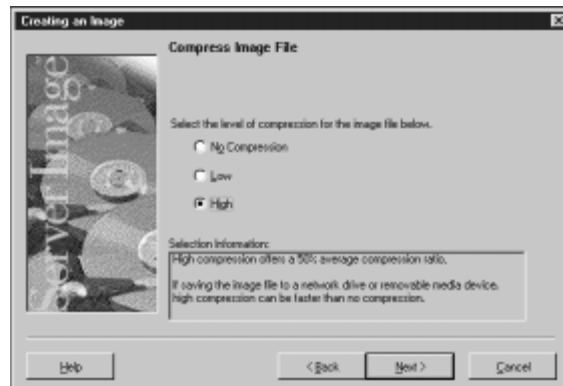 Creating an Image
Server Image
Compress Image File
Select the level of compression for the image file below.
No Compression
Low
High
Selection Information:
High compression offers a 50% average compression ratio.
If saving the image file to a network drive or removable media device,
high compression can be faster than no compression.
Help
< Back
Next >
Cancel